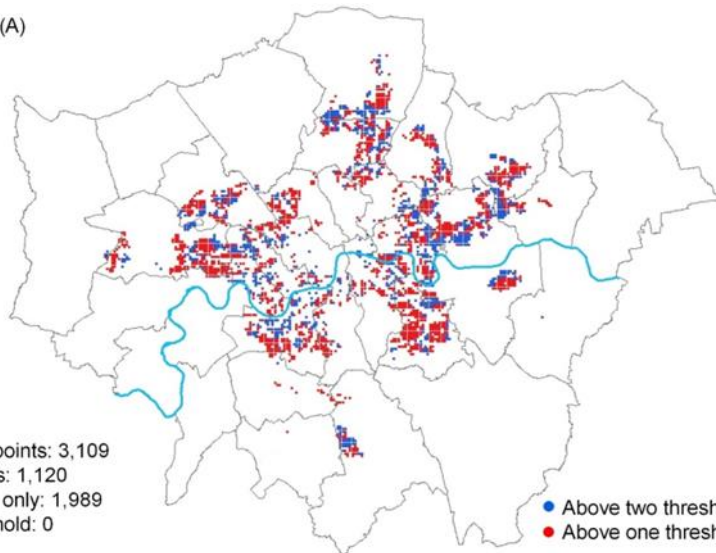 (A)
points: 3,109
s: 1,120
only: 1,989
hold: 0
Above two thresh
Above one thresh